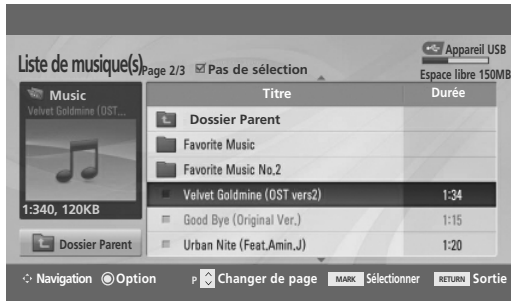 Appareil USB
Liste de musique(s) Page 2/3 Pas de sélection
Espace libre 150MB
Music
Velvet Goldmine (OST...
Titre
Durée
Dossier Parent
Favorite Music
Favorite Music No.2
Velvet Goldmine (OST vers2) 1:34
1:340, 120KB
Good Bye (Original Ver.) 1:15
Dossier Parent
Urban Nite (Feat.Amin.J) 1:20
Navigation Option P Changer de page MARK Sélectionner RETURN Sortie